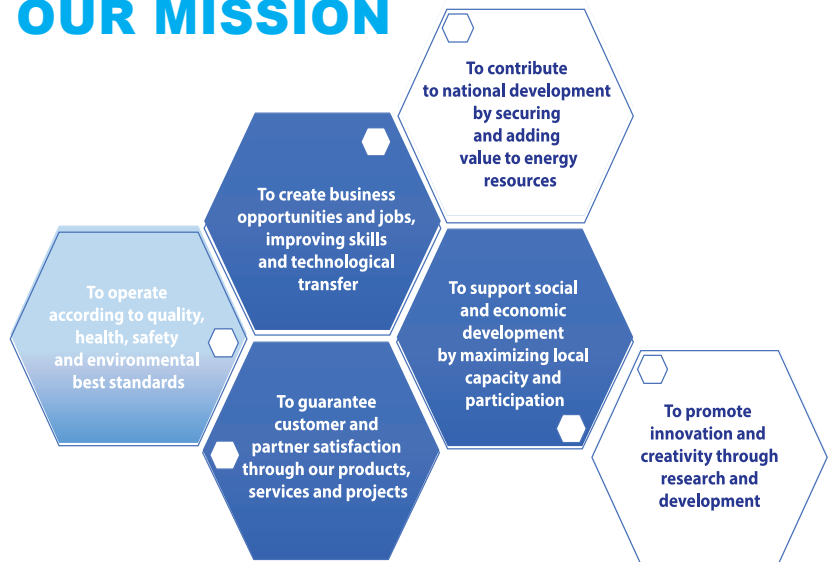 OUR MISSION
To contribute
to national development
by securing
and adding
value to energy
resources
To create business
opportunities and jobs,
improving skills
and technological
transfer
To operate
according to quality,
health, safety
and environmental
best standards
To support social
and economic
development
by maximizing local
capacity and
participation
To guarantee
customer and
partner satisfaction
through our products,
services and projects
To promote
innovation and
creativity through
research and
development